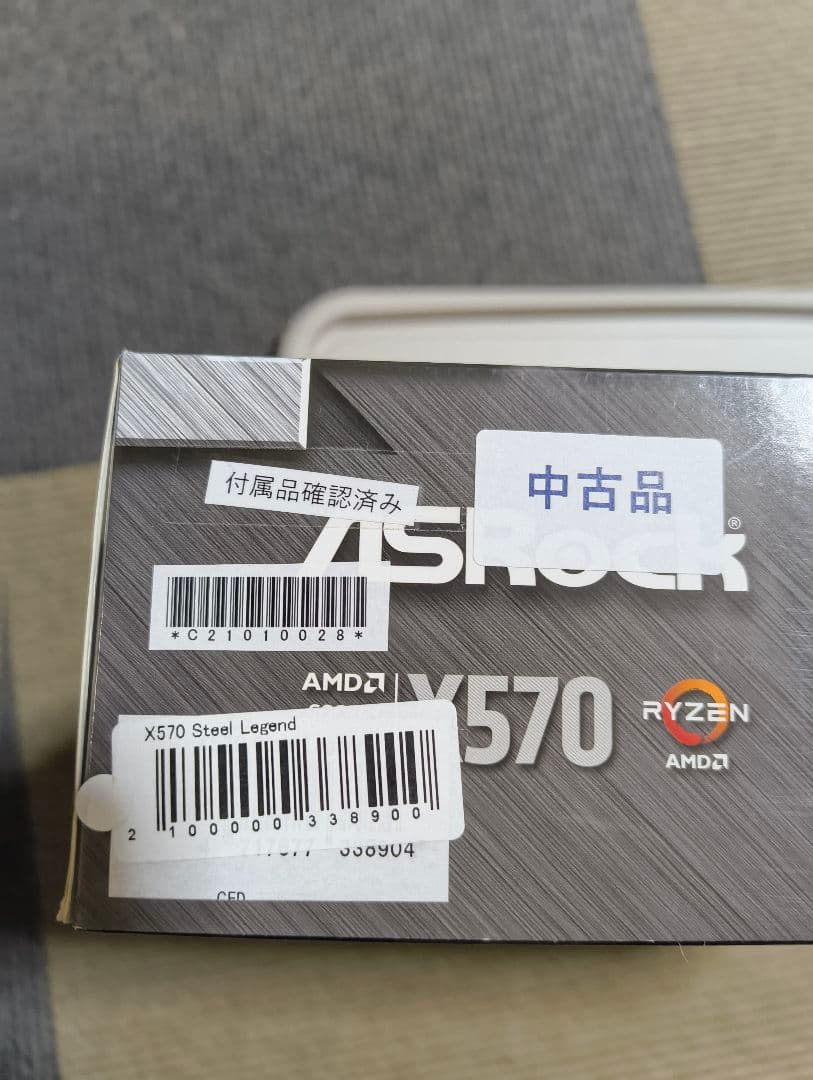 付属品確認済み
中古品
ASRock®
*C21010028*
AMD
X570
RYZEN
AMD
X570 Steel Legend
2 100000 338900
338904